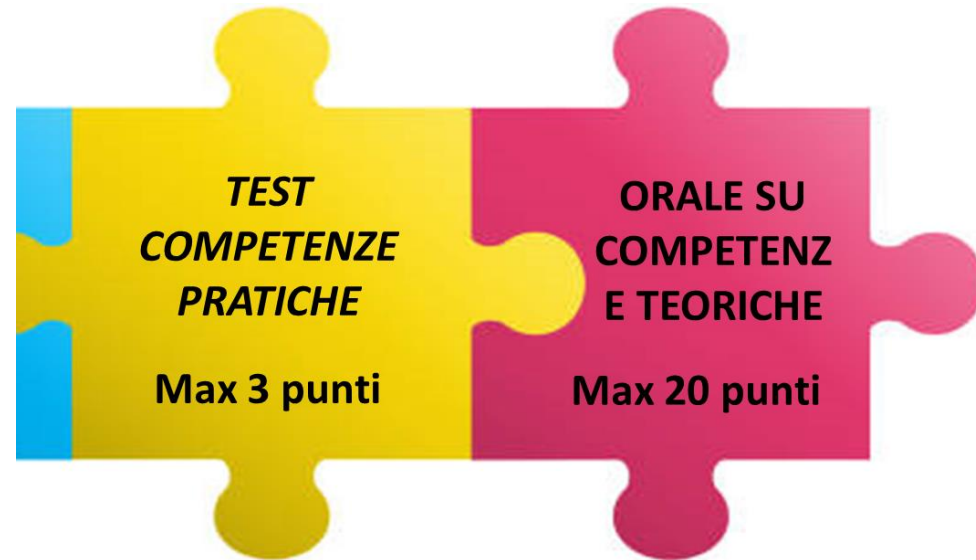 TEST
COMPETENZE
PRATICHE
Max 3 punti
ORALE SU
COMPETENZ
E TEORICHE
Max 20 punti